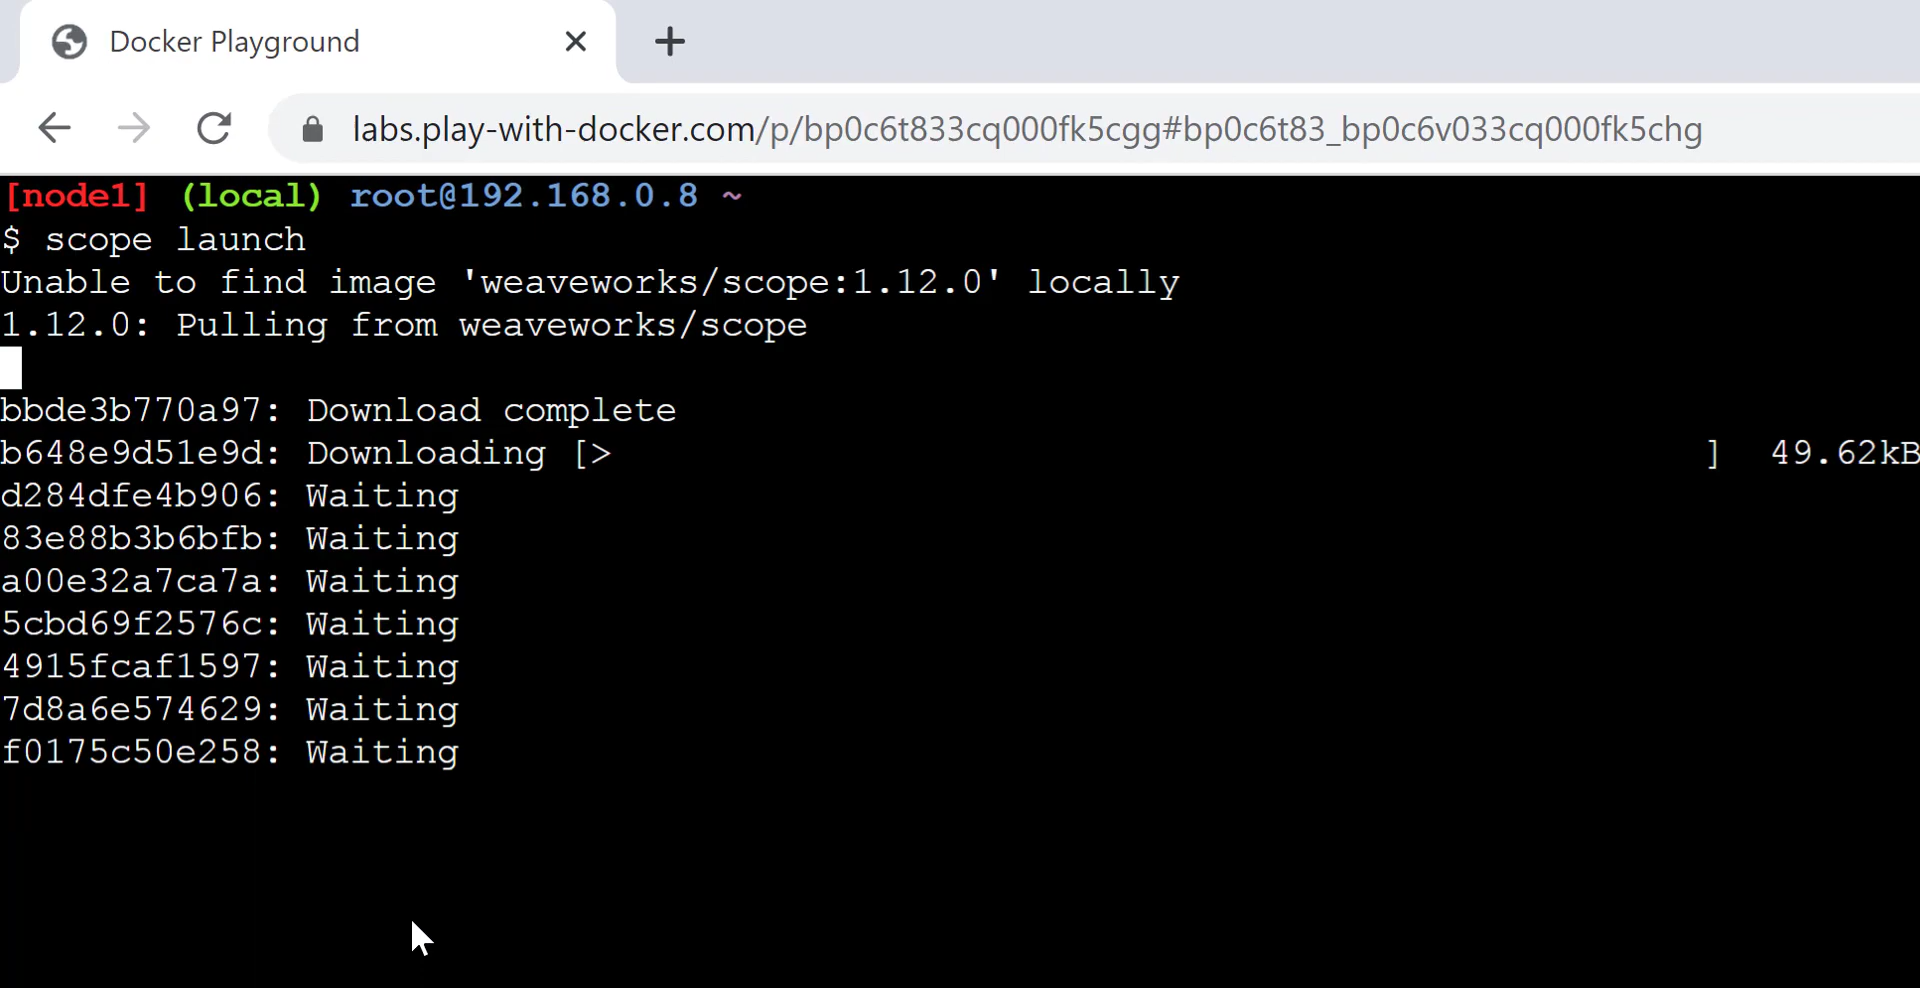 Docker Playground
labs.play-with-docker.com/p/bp0c6t833cq000fk5cgg#bp0c6t83_bp0c6v033cq000fk5chg
[node1] (local) root@192.168.0.8 ~
$ scope launch
Unable to find image 'weaveworks/scope:1.12.0' locally
1.12.0: Pulling from weaveworks/scope
bbde3b770a97: Download complete
b648e9d51e9d: Downloading [> ] 49.62kB
d284dfe4b906: Waiting
83e88b3b6bfb: Waiting
a00e32a7ca7a: Waiting
5cbd69f2576c: Waiting
4915fcaf1597: Waiting
7d8a6e574629: Waiting
f0175c50e258: Waiting